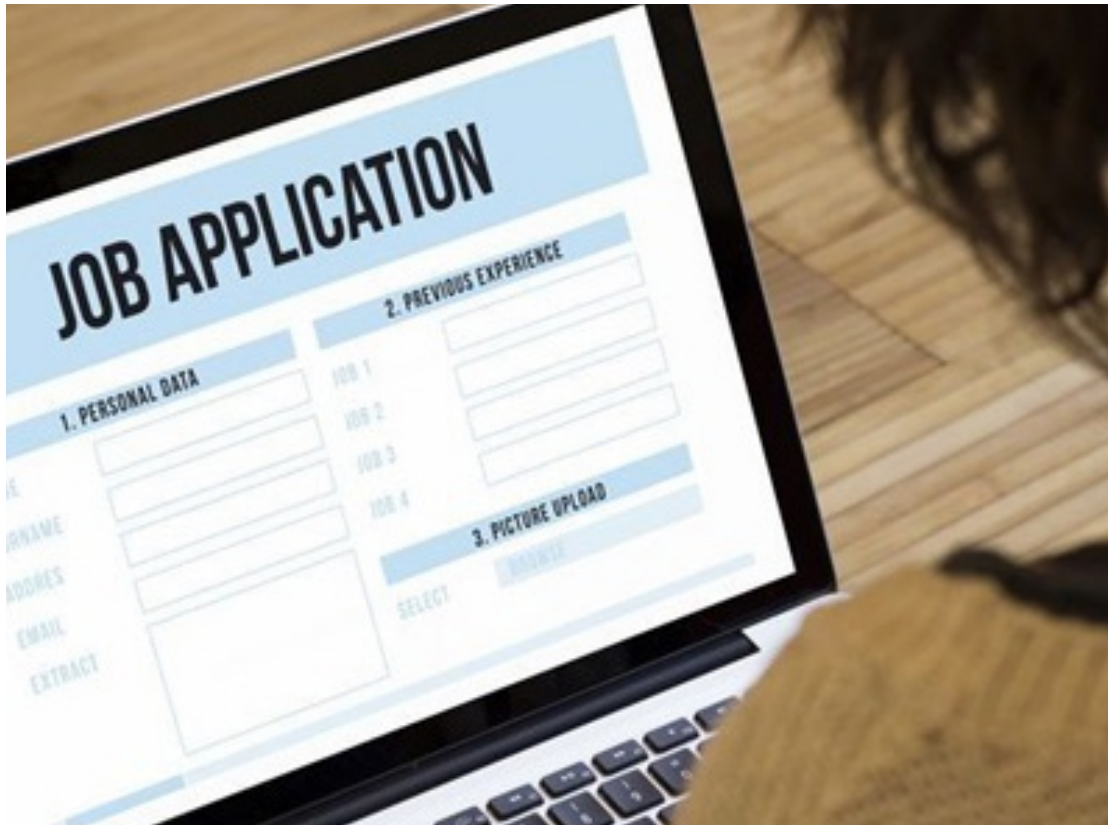 JOB APPLICATION
1. PERSONAL DATA
ADDRES
EMAIL
EXTRACT
2. PREVIOUS EXPERIENCE
JOB 1
JOB 2
JOB 3
JOB 4
3. PICTURE UPLOAD
SELECT
BROWSE